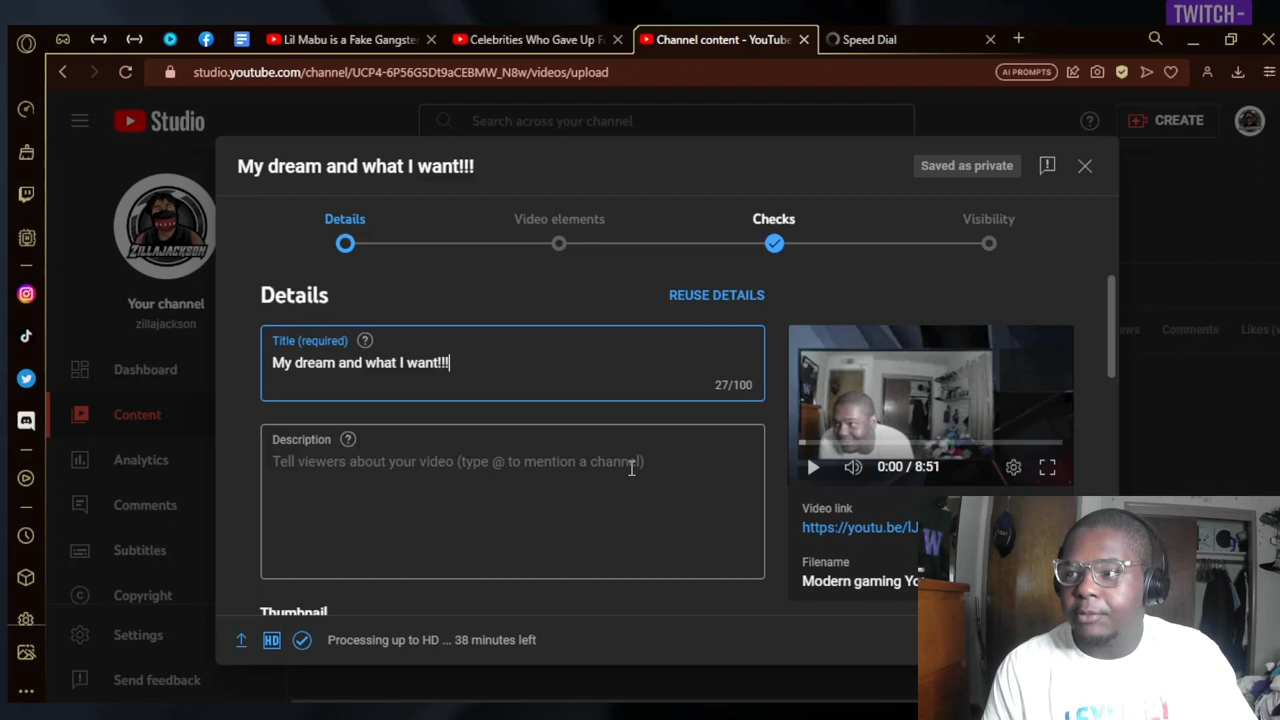 TWITCH-
Lil Mabu is a Fake Gangste
Celebrities Who Gave Up F
Channel content - YouTube
Speed Dial
studio.youtube.com/channel/UCP4-6P56G5Dt9aCEBMW_N8w/videos/upload
AI PROMPTS
Studio
Search across your channel
CREATE
My dream and what I want!!!
Saved as private
Details
Video elements
Checks
Visibility
ZILLAJACKSON
Your channel
zillajackson
Dashboard
Content
Analytics
Comments
Subtitles
Copyright
Settings
Send feedback
Details
REUSE DETAILS
Title (required)
My dream and what I want!!!
27/100
Description
Tell viewers about your video (type @ to mention a channel)
0:00 / 8:51
Video link
https://youtu.be/lJ
Filename
Modern gaming Yo
Thumbnail
HD
Processing up to HD ... 38 minutes left
ews
Comments
Likes (v
W